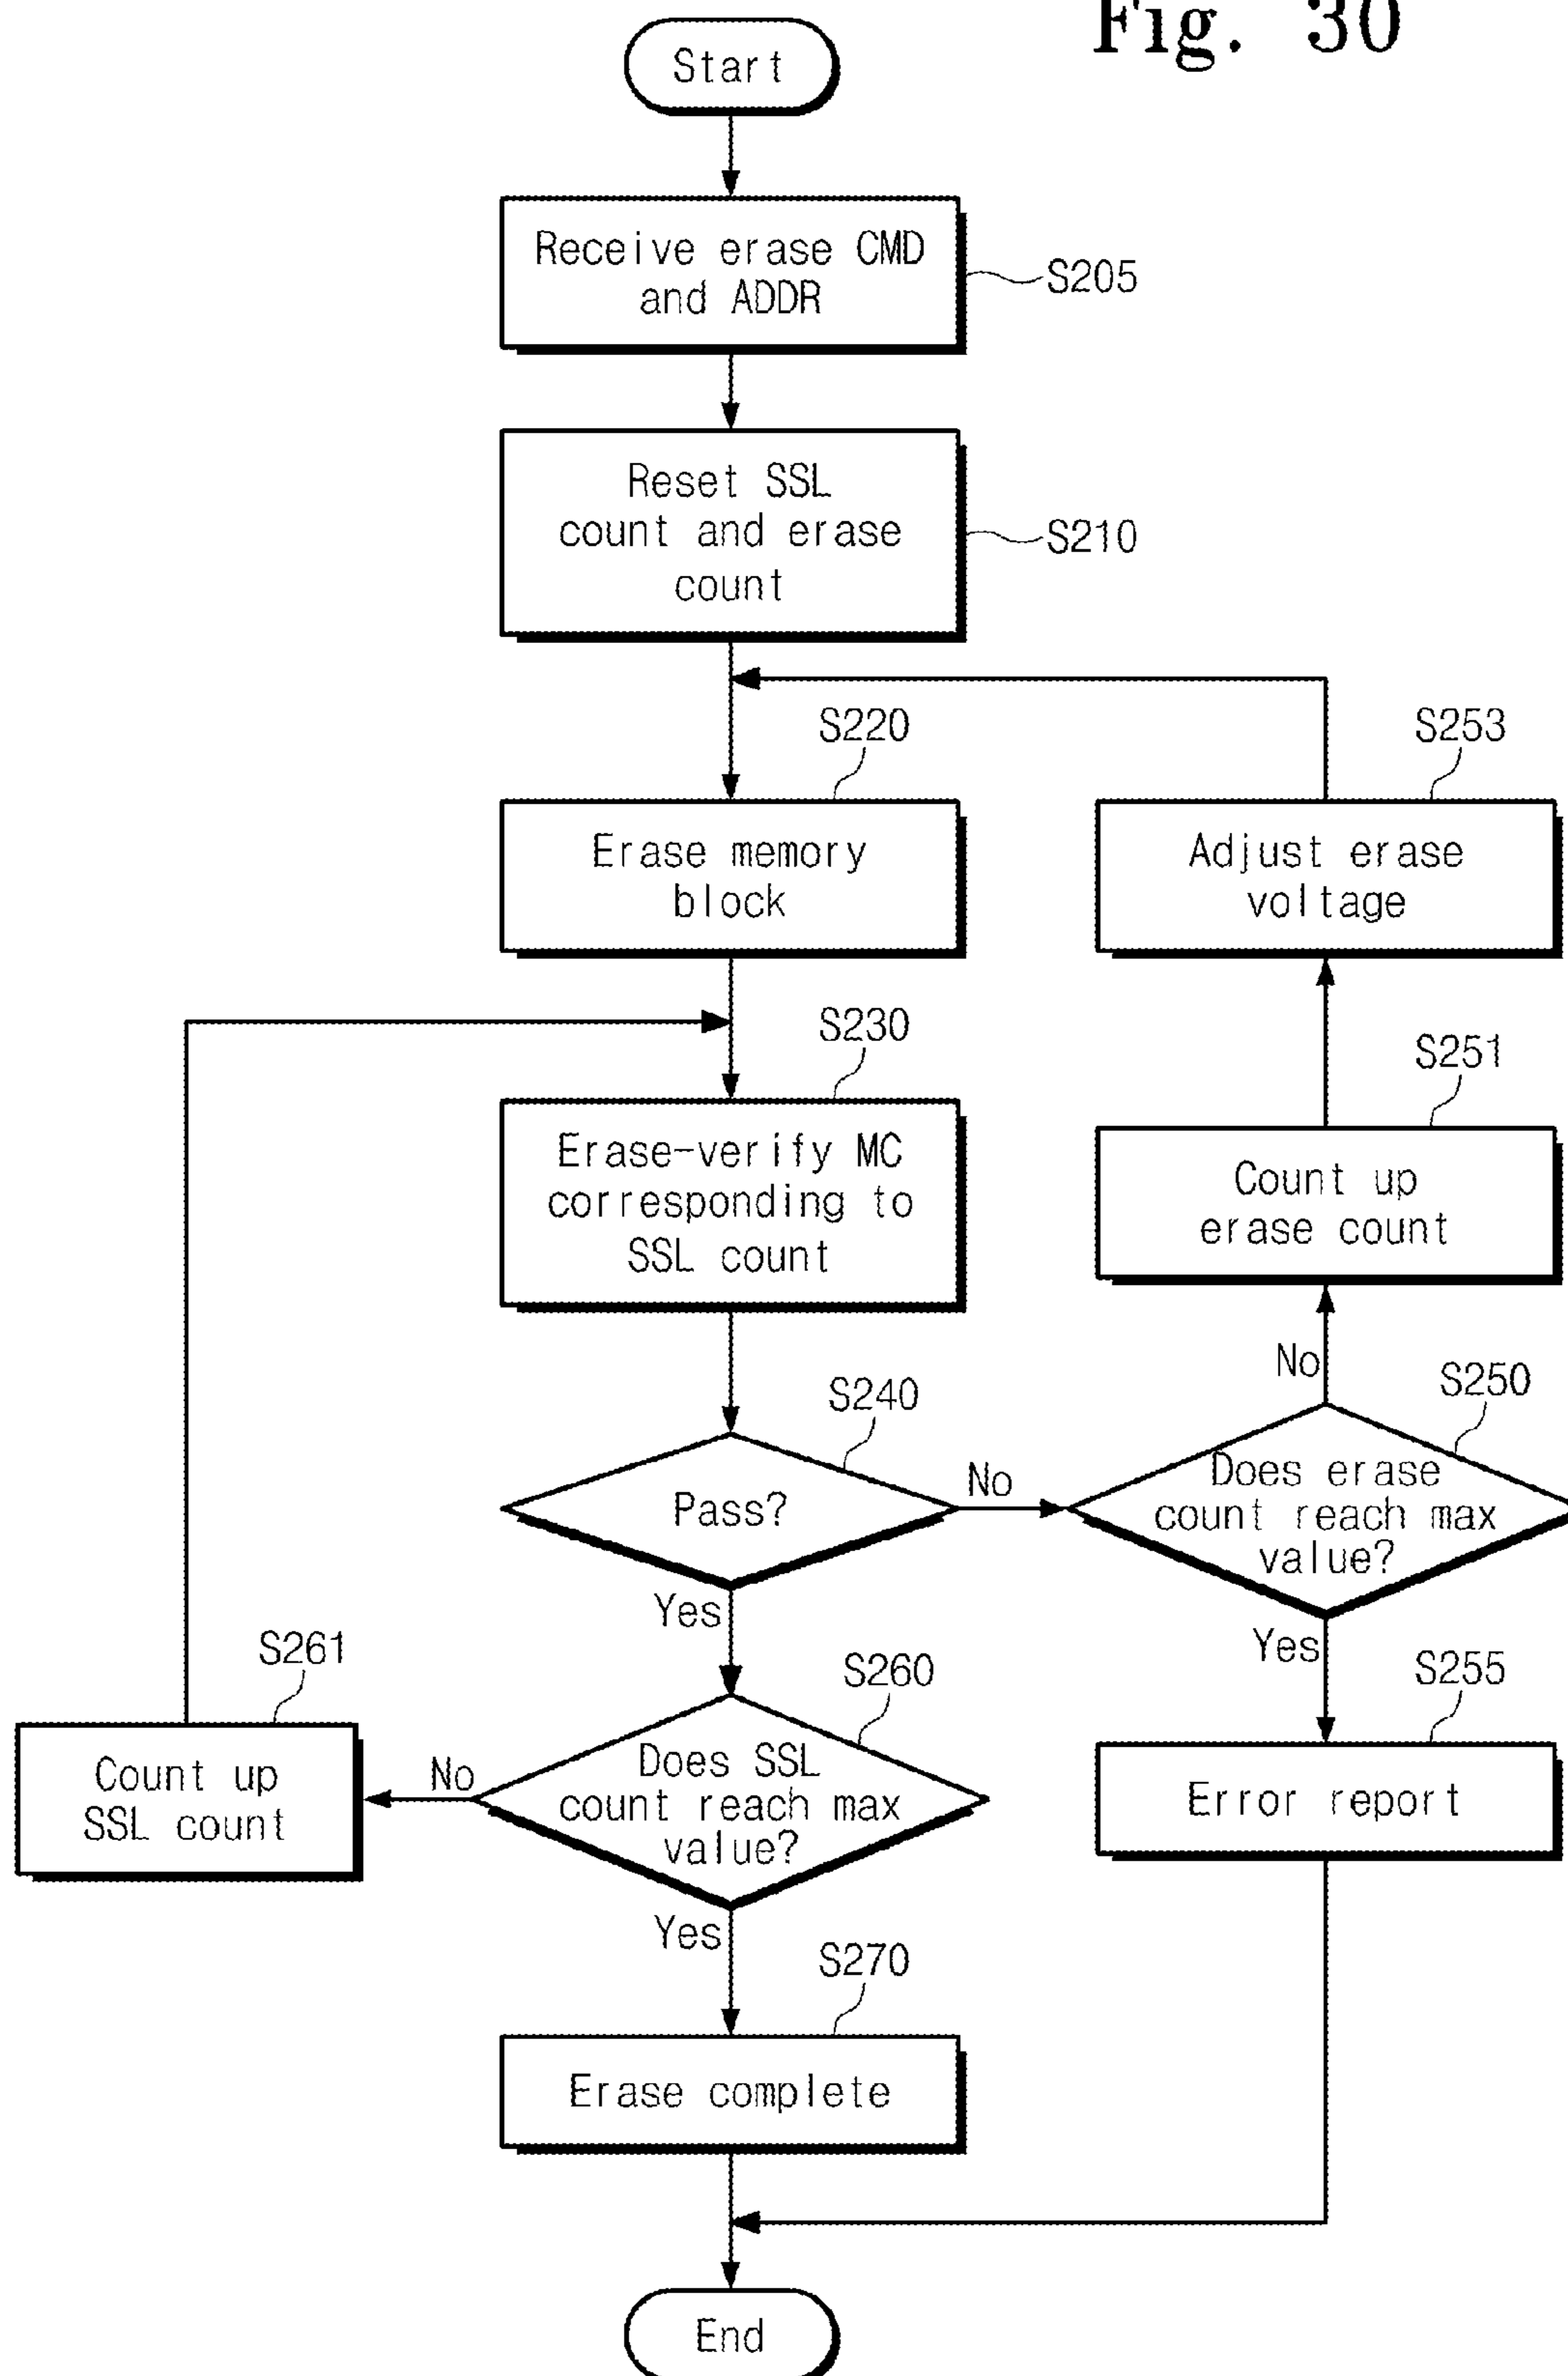 Fig. 30
Start
Receive erase CMD
and ADDR
S205
Reset SSL
count and erase
count
S210
S220
Erase memory
block
S253
Adjust erase
voltage
S230
Erase-verify MC
corresponding to
SSL count
S251
Count up
erase count
S240
Pass?
No
Yes
S250
Does erase
count reach max
value?
No
Yes
S261
Count up
SSL count
S260
Does SSL
count reach max
value?
No
Yes
S255
Error report
S270
Erase complete
End